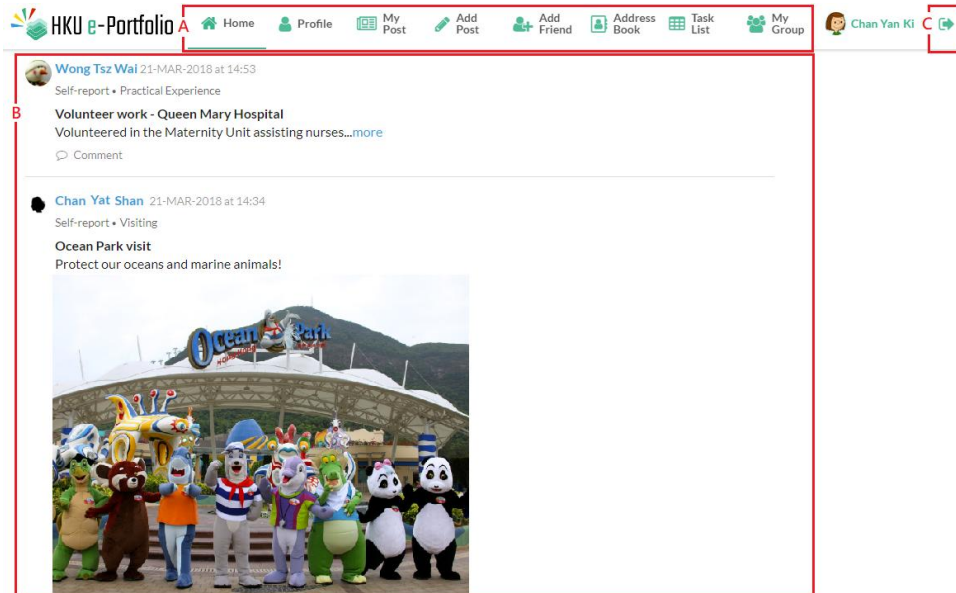 HKU e-Portfolio A Home Profile My Post Add Post Add Friend Address Book Task List My Group Chan Yan Ki C
B
Wong Tsz Wai 21-MAR-2018 at 14:53
Self-report • Practical Experience
Volunteer work - Queen Mary Hospital
Volunteered in the Maternity Unit assisting nurses...more
Comment
Chan Yat Shan 21-MAR-2018 at 14:34
Self-report • Visiting
Ocean Park visit
Protect our oceans and marine animals!
Ocean Park